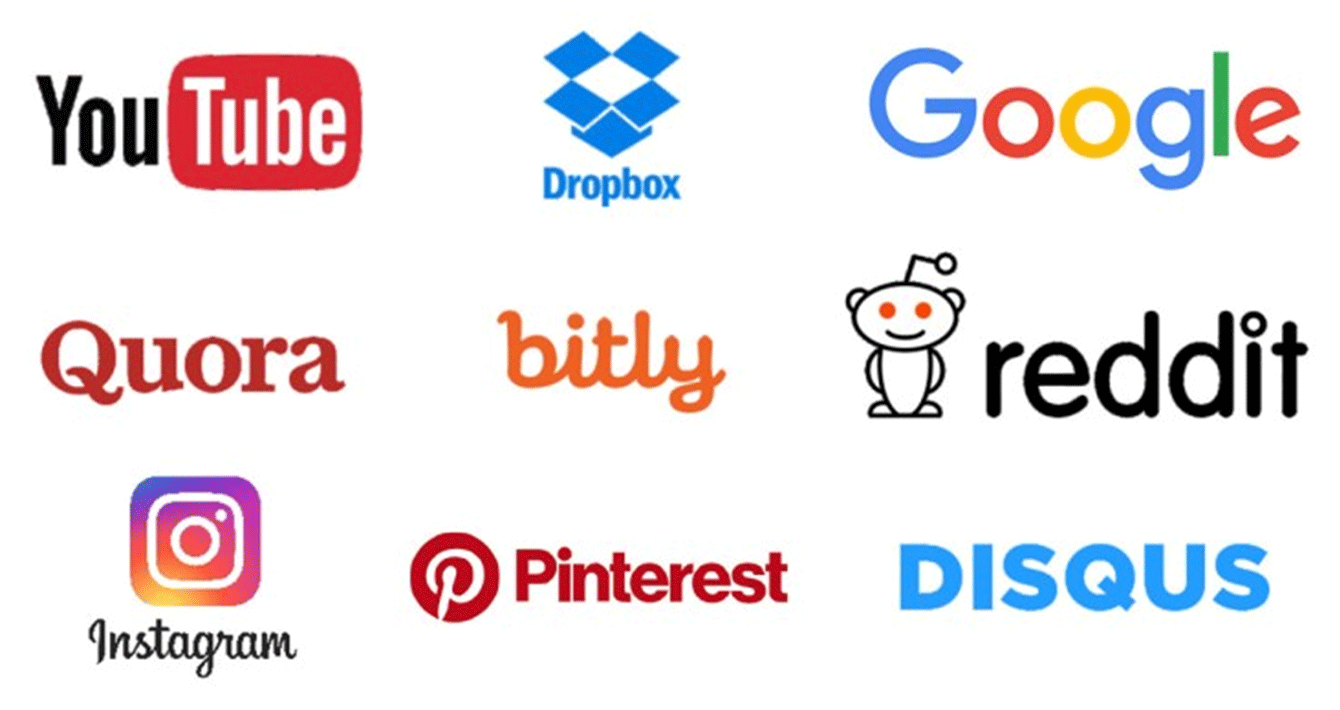 YouTube
Dropbox
Google
Quora
bitly
reddit
Instagram
Pinterest
DISQUS